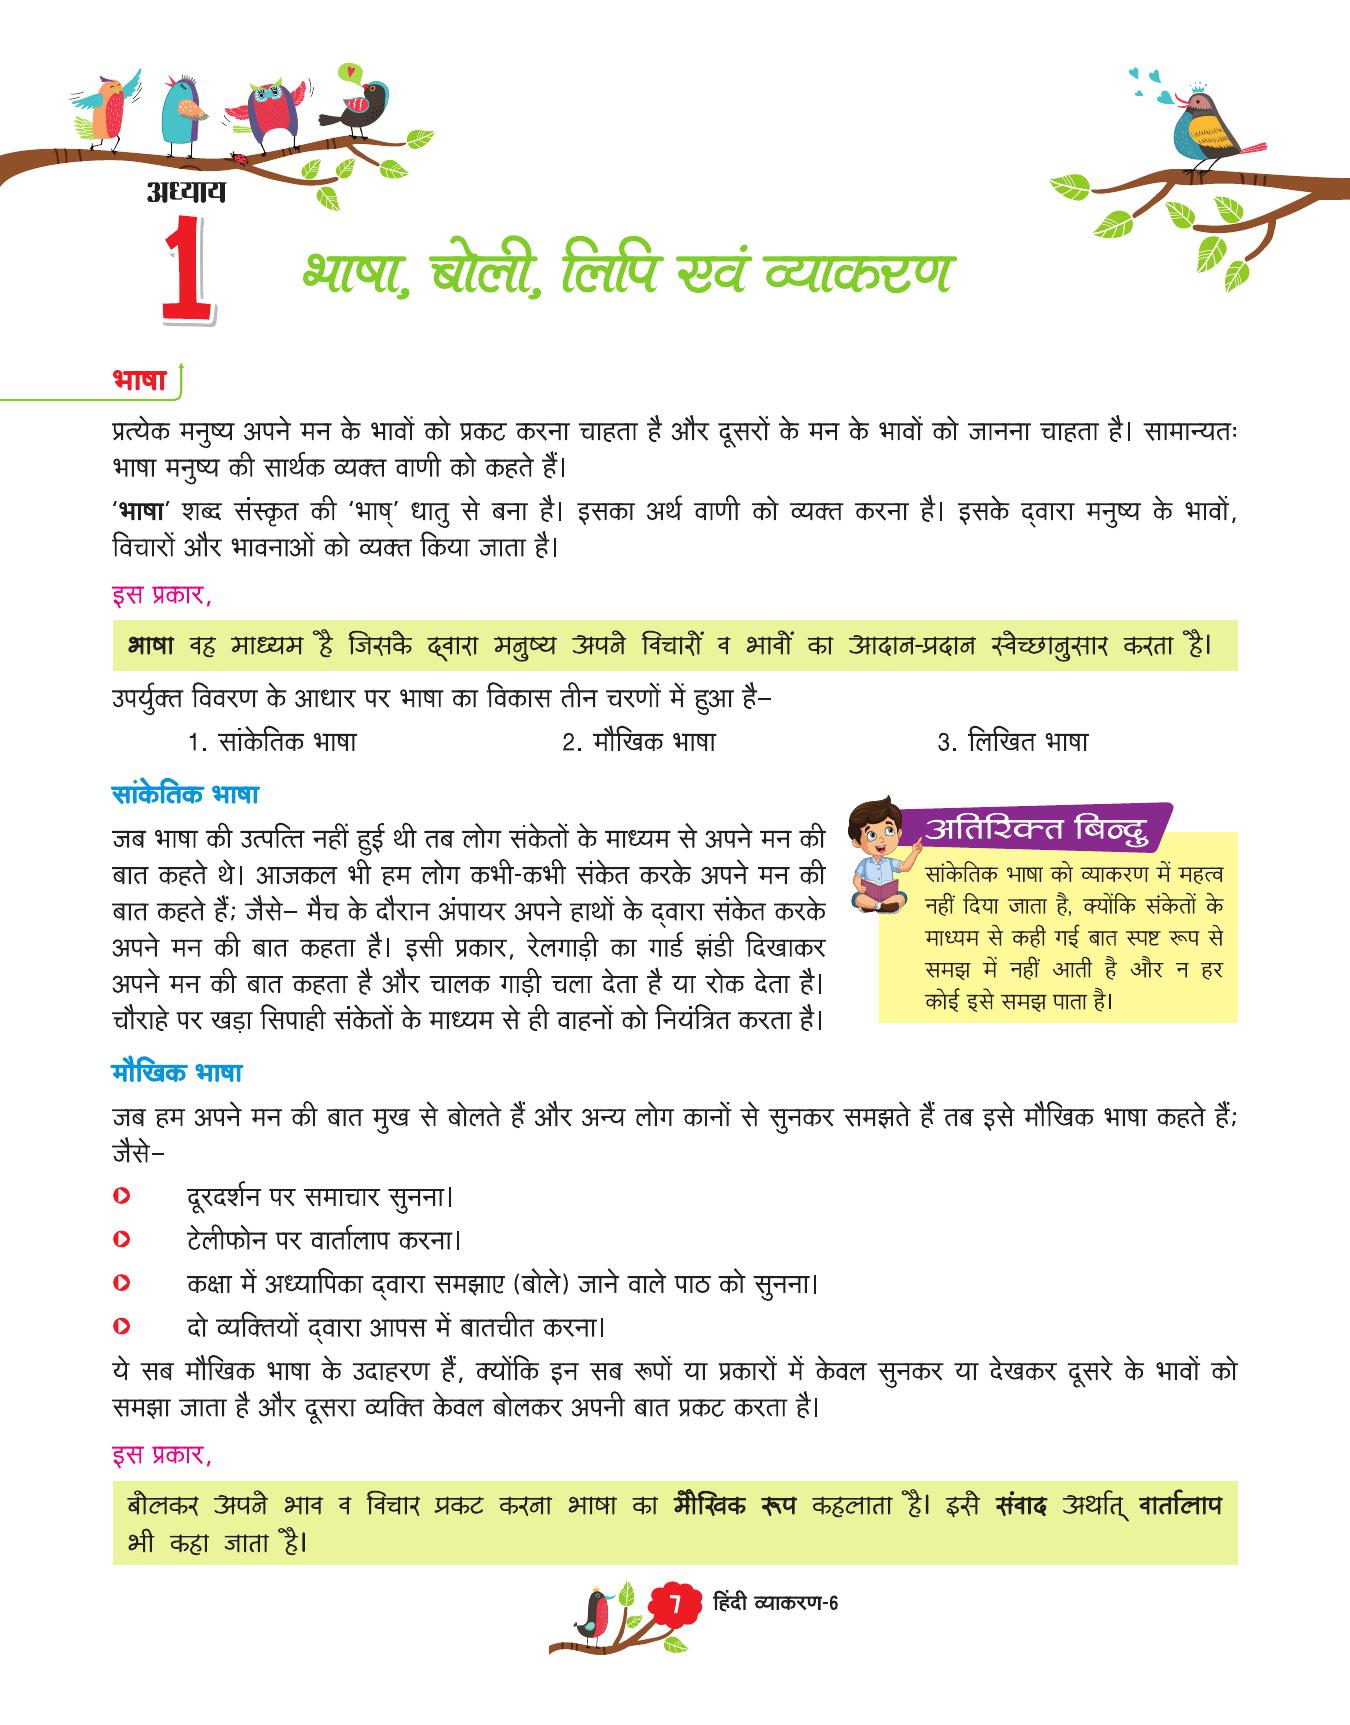 अध्याय
1
भाषा, बोली, लिपि एवं व्याकरण
भाषा
प्रत्येक मनुष्य अपने मन के भावों को प्रकट करना चाहता है और दूसरों के मन के भावों को जानना चाहता है। सामान्यतः
भाषा मनुष्य की सार्थक व्यक्त वाणी को कहते हैं।
‘भाषा’ शब्द संस्कृत की ‘भाष्’ धातु से बना है। इसका अर्थ वाणी को व्यक्त करना है। इसके द्‌वारा मनुष्य के भावों,
विचारों और भावनाओं को व्यक्त किया जाता है।
इस प्रकार,
भाषा वह माध्यम है जिसके द्‌वारा मनुष्य अपने विचारों व भावों का आदान-प्रदान स्वेच्छानुसार करता है।
उपर्युक्त विवरण के आधार पर भाषा का विकास तीन चरणों में हुआ है–
1. सांकेतिक भाषा 2. मौखिक भाषा 3. लिखित भाषा
सांकेतिक भाषा
जब भाषा की उत्पत्ति नहीं हुई थी तब लोग संकेतों के माध्यम से अपने मन की
बात कहते थे। आजकल भी हम लोग कभी-कभी संकेत करके अपने मन की
बात कहते हैं; जैसे– मैच के दौरान अंपायर अपने हाथों के द्‌वारा संकेत करके
अपने मन की बात कहता है। इसी प्रकार, रेलगाड़ी का गार्ड झंडी दिखाकर
अपने मन की बात कहता है और चालक गाड़ी चला देता है या रोक देता है।
चौराहे पर खड़ा सिपाही संकेतों के माध्यम से ही वाहनों को नियंत्रित करता है।
अतिरिक्त बिन्दु
सांकेतिक भाषा को व्याकरण में महत्व
नहीं दिया जाता है, क्योंकि संकेतों के
माध्यम से कही गई बात स्पष्ट रूप से
समझ में नहीं आती है और न हर
कोई इसे समझ पाता है।
मौखिक भाषा
जब हम अपने मन की बात मुख से बोलते हैं और अन्य लोग कानों से सुनकर समझते हैं तब इसे मौखिक भाषा कहते हैं;
जैसे–
दूरदर्शन पर समाचार सुनना।
टेलीफोन पर वार्तालाप करना।
कक्षा में अध्यापिका द्‌वारा समझाए (बोले) जाने वाले पाठ को सुनना।
दो व्यक्तियों द्‌वारा आपस में बातचीत करना।
ये सब मौखिक भाषा के उदाहरण हैं, क्योंकि इन सब रूपों या प्रकारों में केवल सुनकर या देखकर दूसरे के भावों को
समझा जाता है और दूसरा व्यक्ति केवल बोलकर अपनी बात प्रकट करता है।
इस प्रकार,
बोलकर अपने भाव व विचार प्रकट करना भाषा का मौखिक रूप कहलाता है। इसे संवाद अर्थात् वार्तालाप
भी कहा जाता है।
7 हिंदी व्याकरण-6